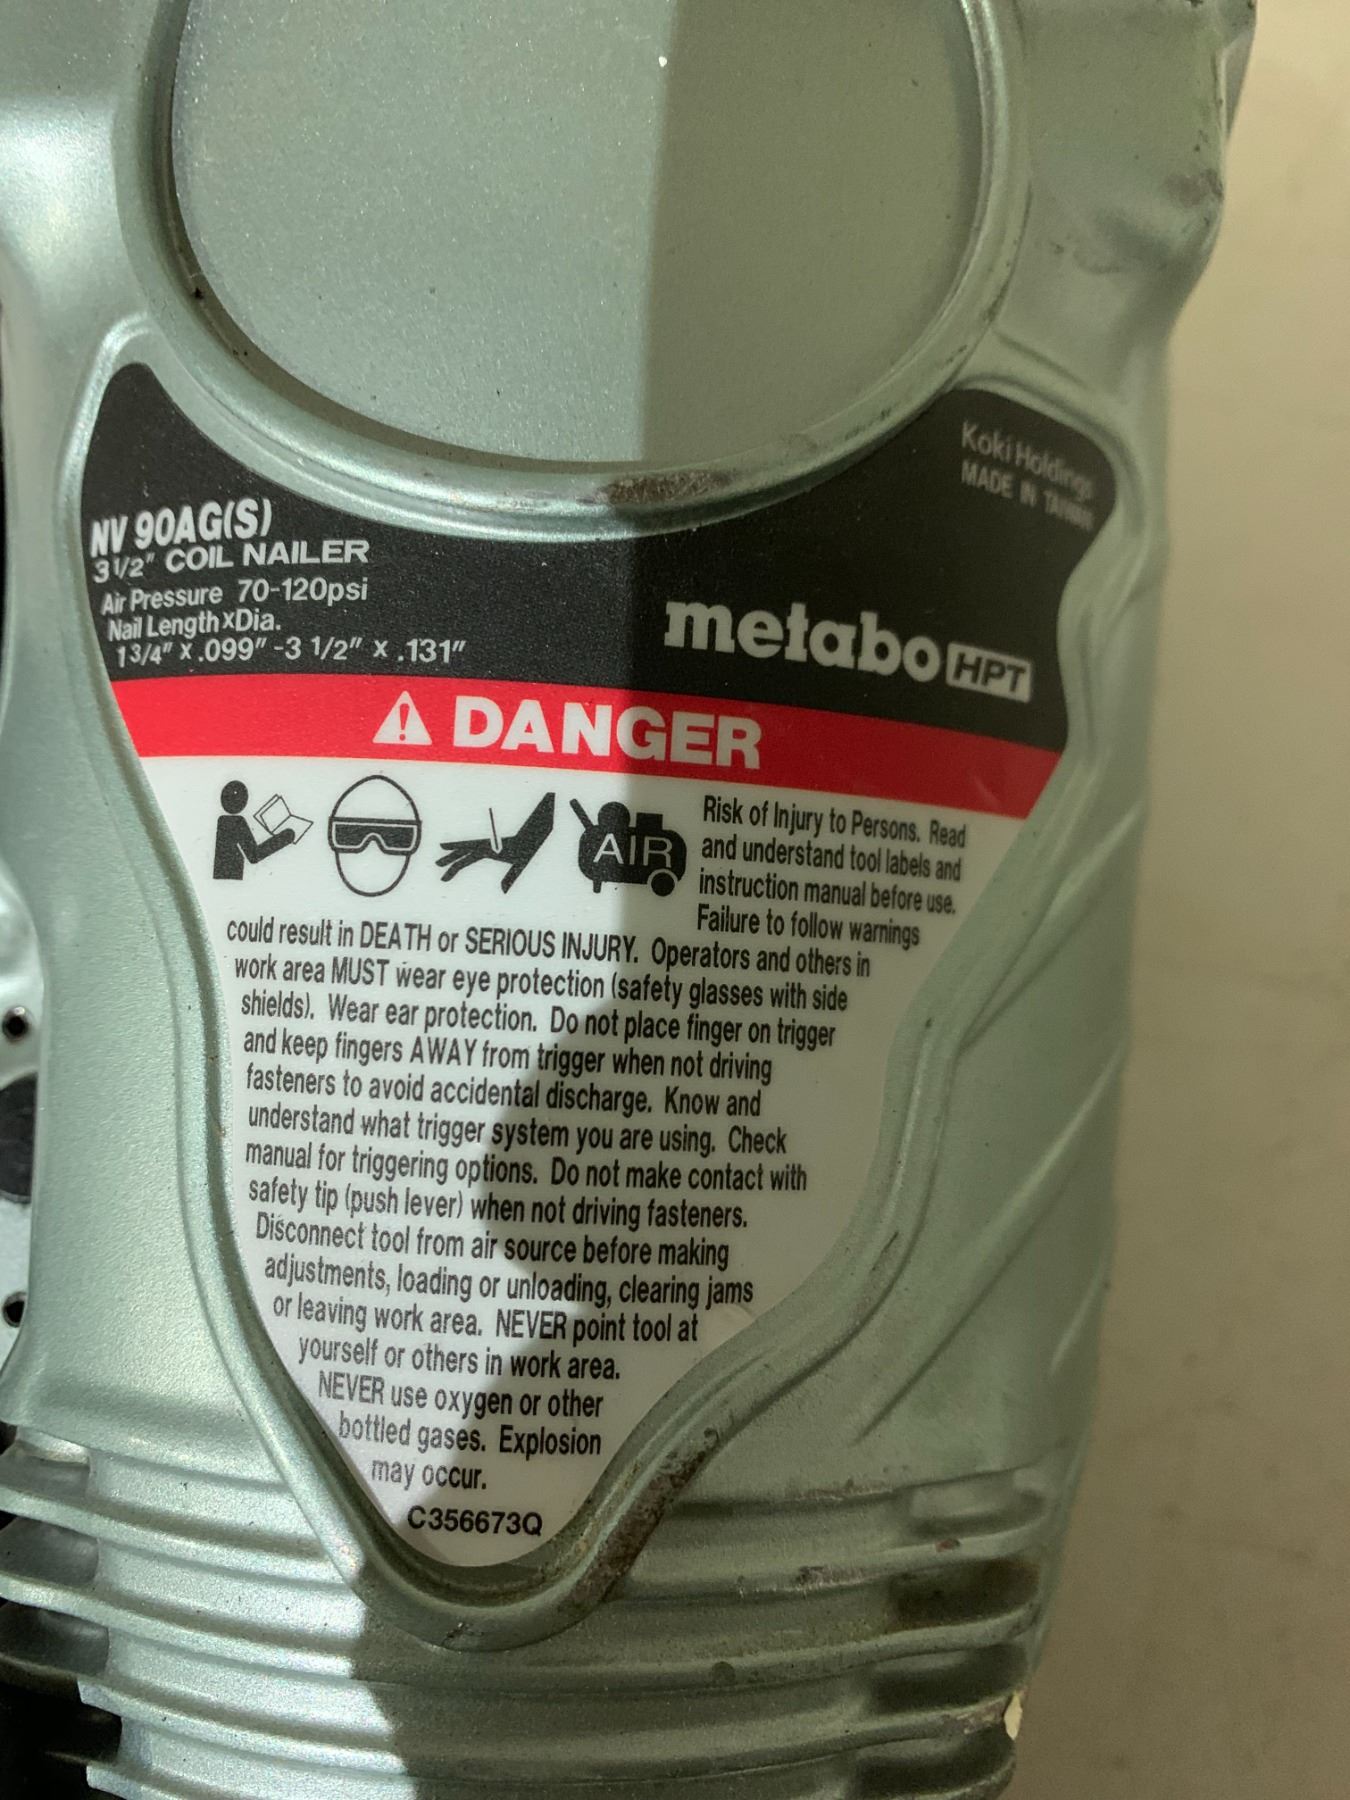 Koki Holdings
MADE IN TAIWAN
NV 90AG(S)
3 1/2" COIL NAILER
Air Pressure 70-120psi
Nail Length×Dia.
1 3/4" × .099" -3 1/2" × .131"
metabo HPT
DANGER
AIR
Risk of Injury to Persons. Read
and understand tool labels and
instruction manual before use.
Failure to follow warnings
could result in DEATH or SERIOUS INJURY. Operators and others in
work area MUST wear eye protection (safety glasses with side
shields). Wear ear protection. Do not place finger on trigger
and keep fingers AWAY from trigger when not driving
fasteners to avoid accidental discharge. Know and
understand what trigger system you are using. Check
manual for triggering options. Do not make contact with
safety tip (push lever) when not driving fasteners.
Disconnect tool from air source before making
adjustments, loading or unloading, clearing jams
or leaving work area. NEVER point tool at
yourself or others in work area.
NEVER use oxygen or other
bottled gases. Explosion
may occur.
C356673Q